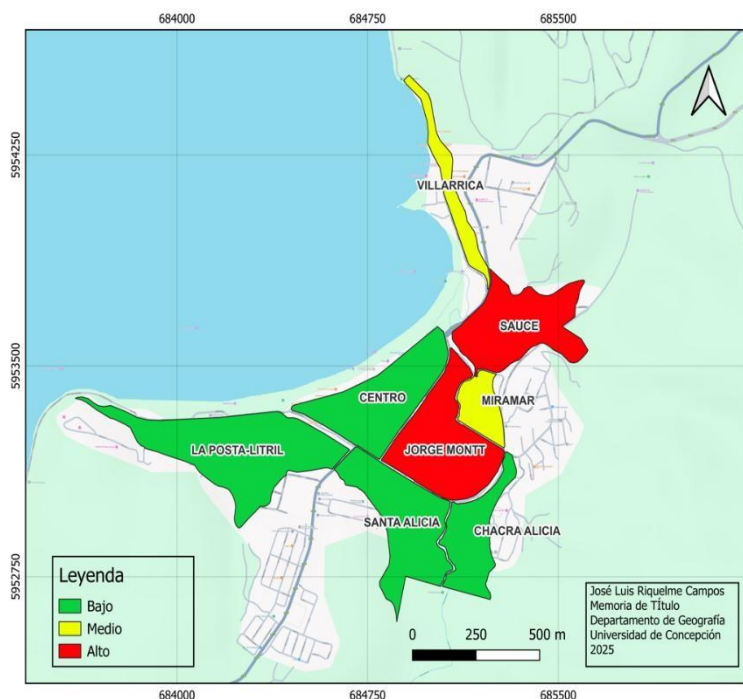 684000
684750
685500
5954250
5953500
5952750
VILLARRICA
SAUCE
CENTRO
MIRAMAR
LA POSTA-LITRIL
JORGE MONTT
SANTA ALICIA
CHACRA ALICIA
Leyenda
Bajo
Medio
Alto
0 250 500 m
José Luis Riquelme Campos
Memoria de Título
Departamento de Geografía
Universidad de Concepción
2025
684000
684750
685500